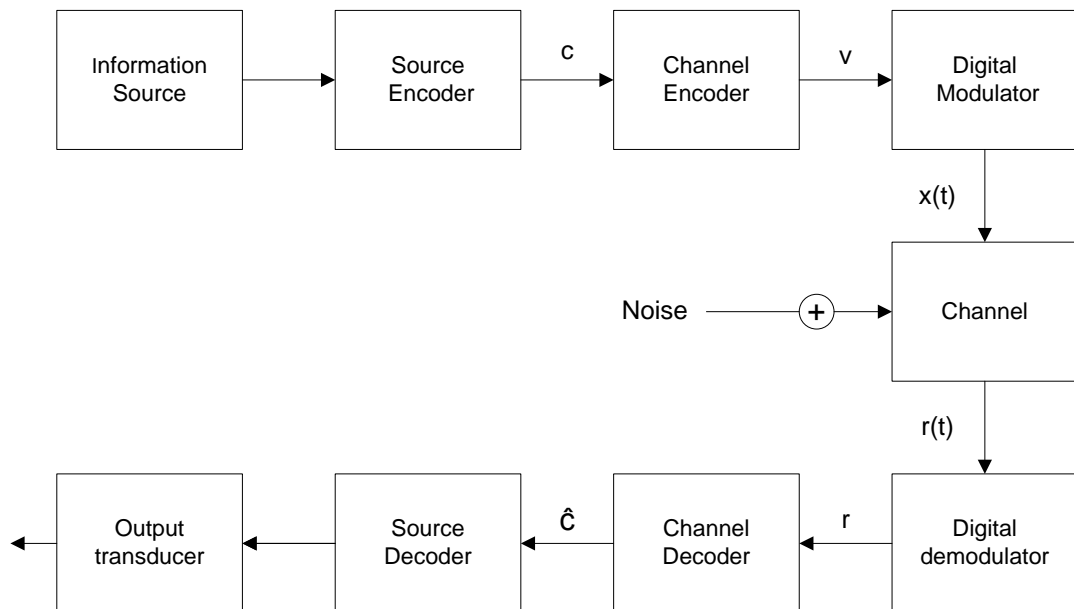 Information
Source
Source
Encoder
c
Channel
Encoder
v
Digital
Modulator
x(t)
Noise
+
Channel
r(t)
Output
transducer
Source
Decoder
ĉ
Channel
Decoder
r
Digital
demodulator